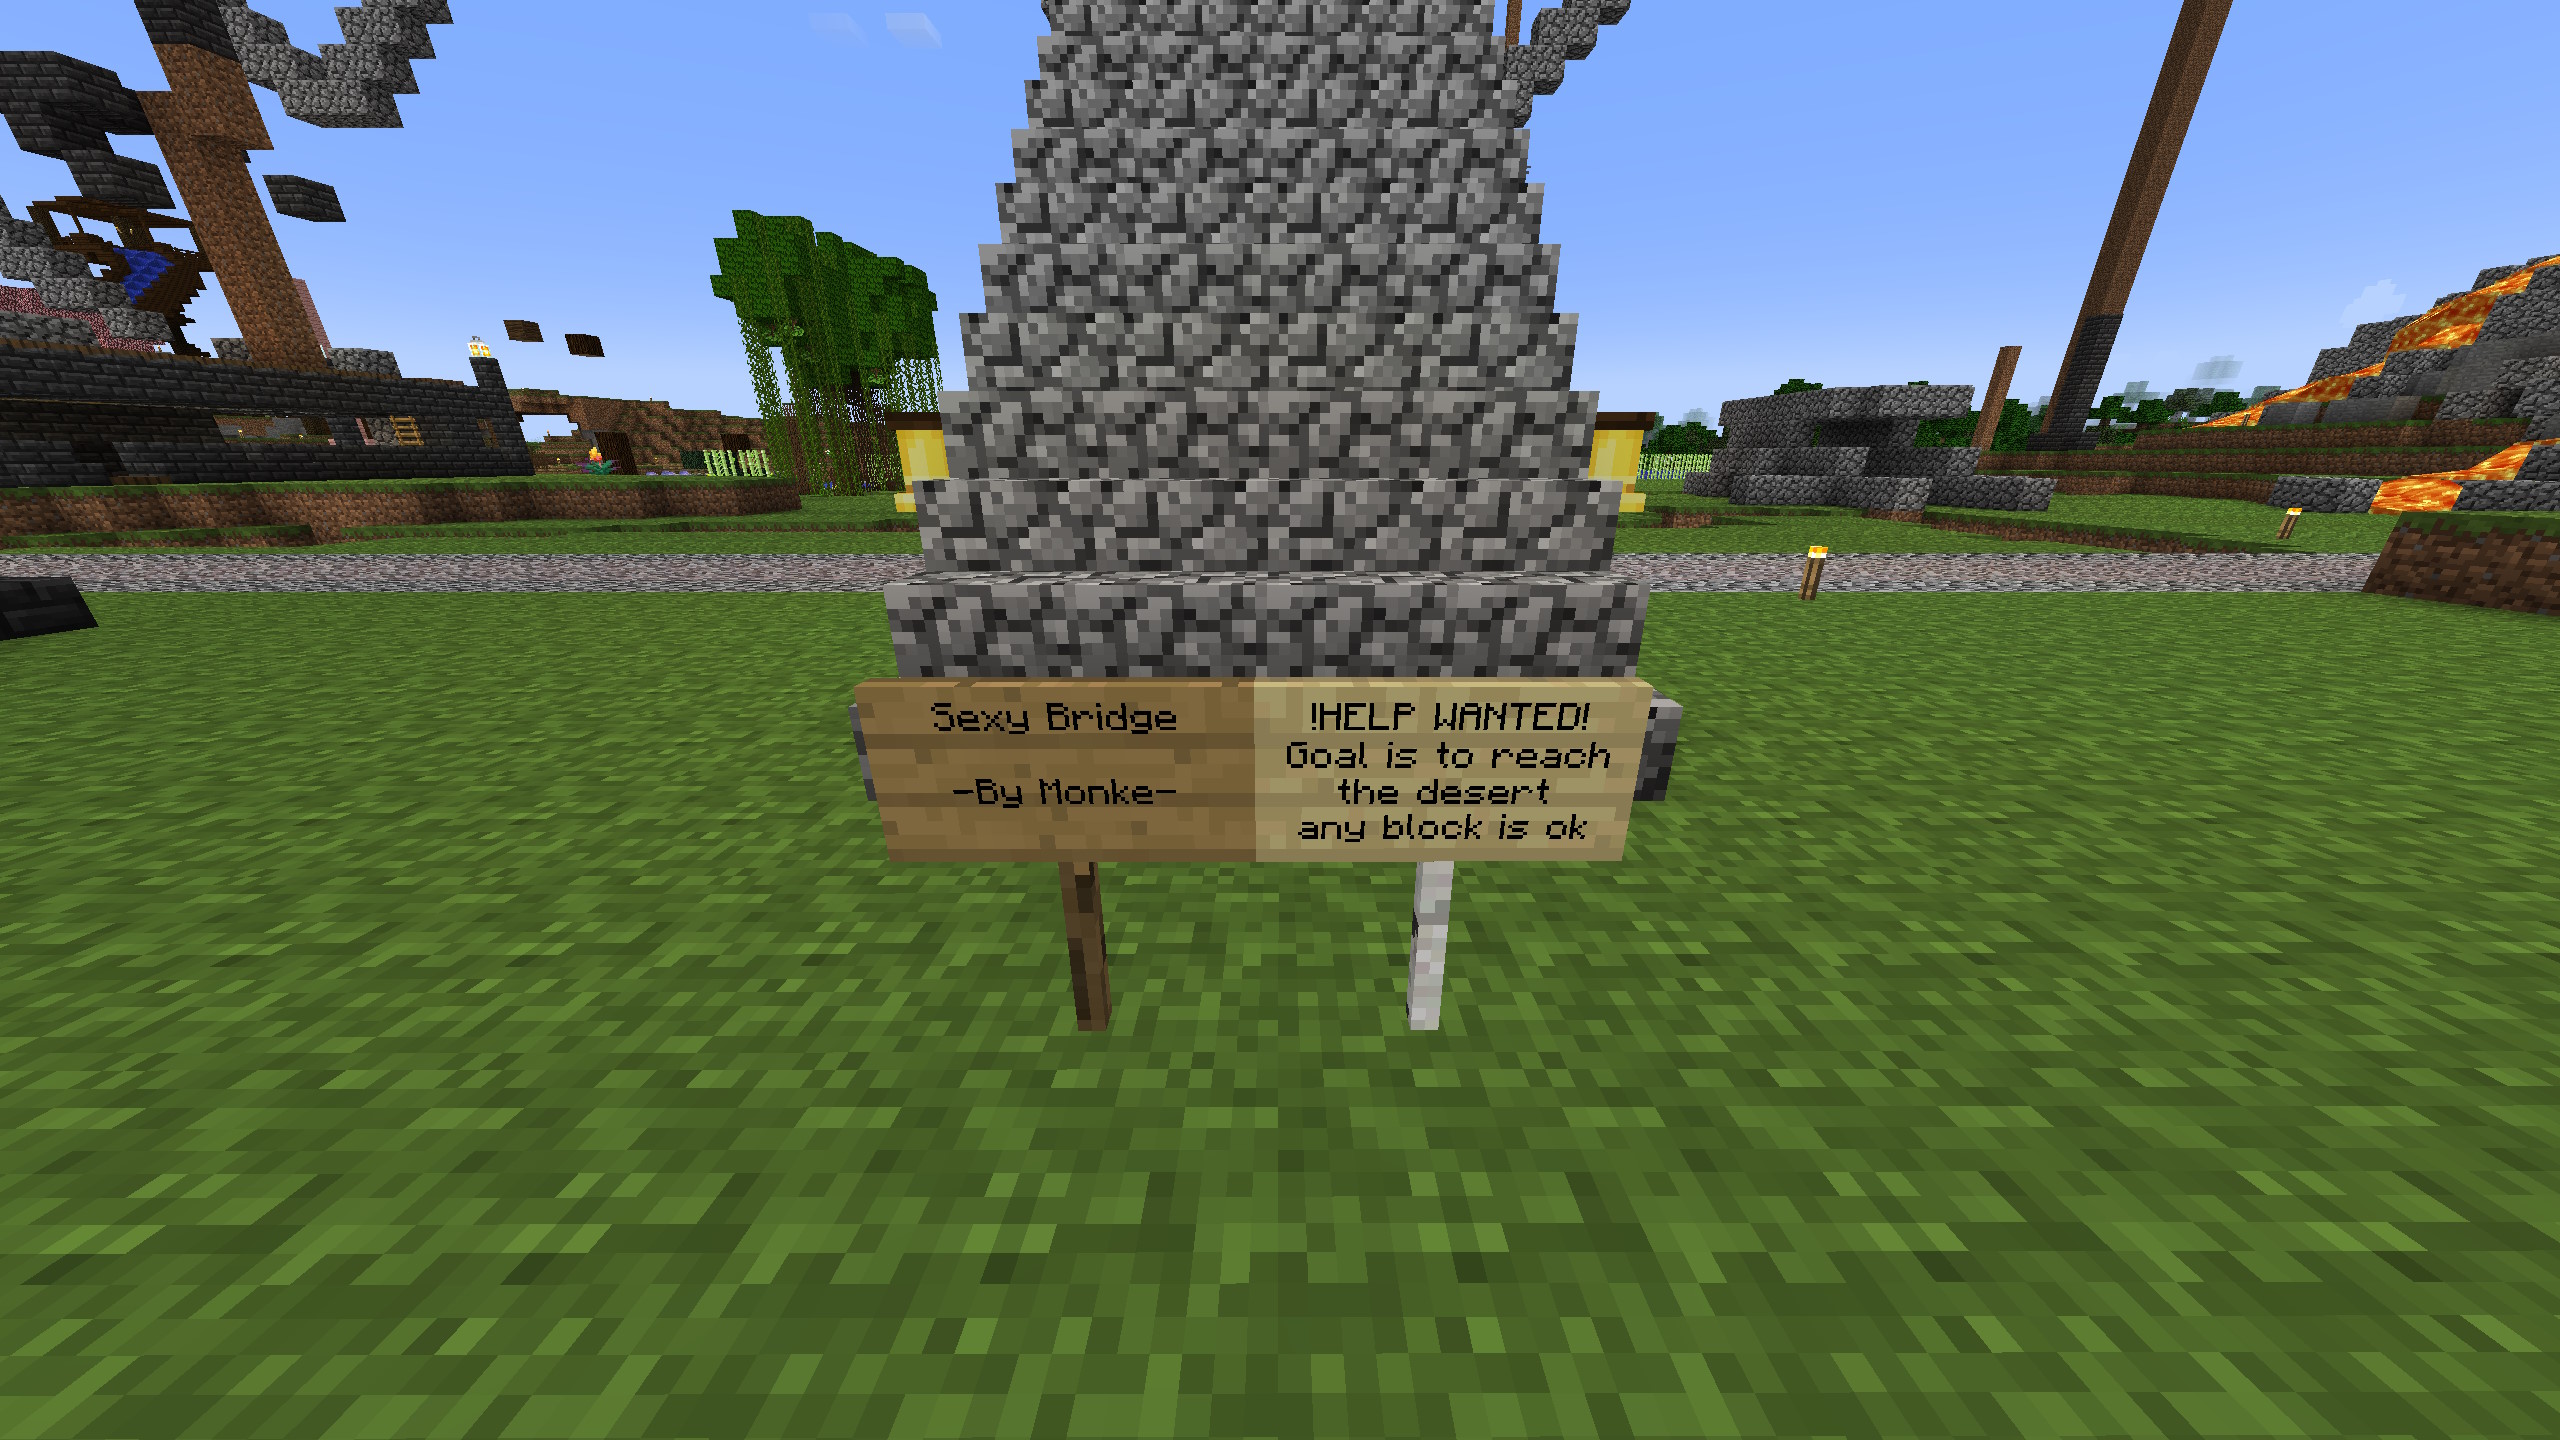 Sexy Bridge
-By Monke-
!HELP WANTED!
Goal is to reach
the desert
any block is ok